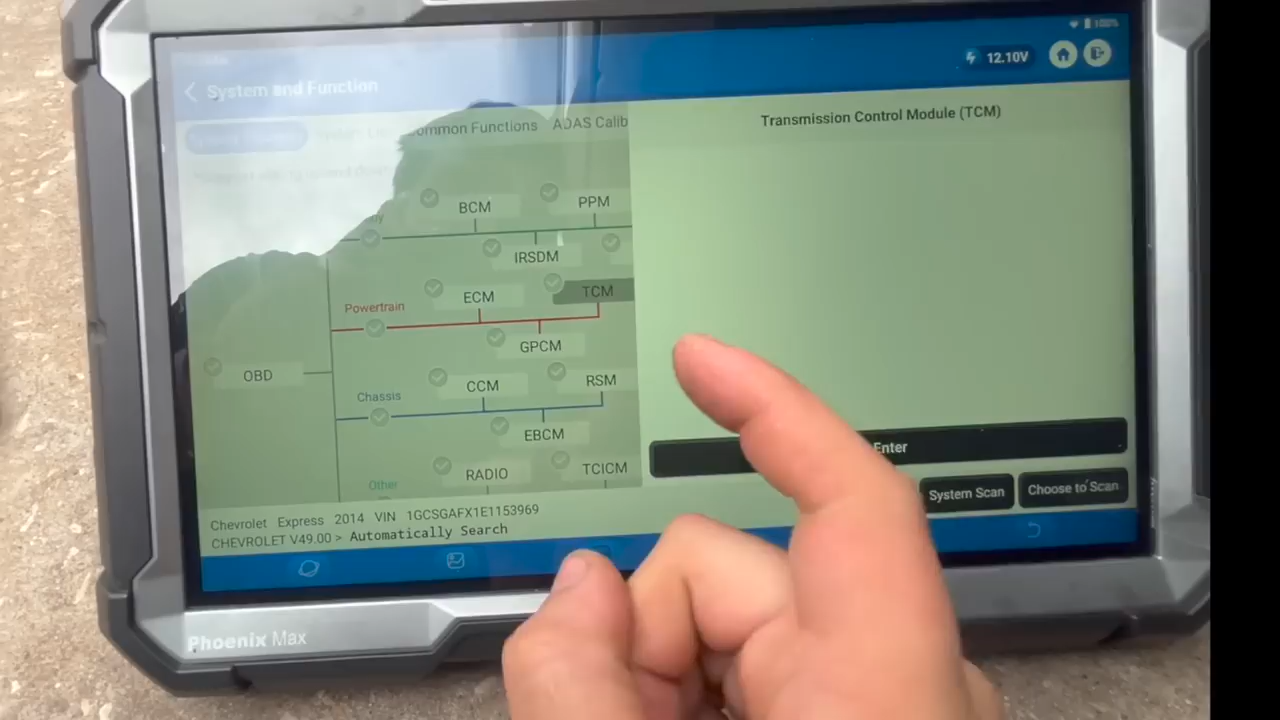 100%
12.10V
System and Function
Common Functions ADAS Calib
Transmission Control Module (TCM)
BCM
PPM
IRSDM
Powertrain
ECM
TCM
GPCM
OBD
Chassis
CCM
RSM
EBCM
Other
RADIO
TCICM
Enter
System Scan
Choose to Scan
Chevrolet Express 2014 VIN 1GCSGAFX1E1153969
CHEVROLET V49.00 > Automatically Search
Phoenix Max